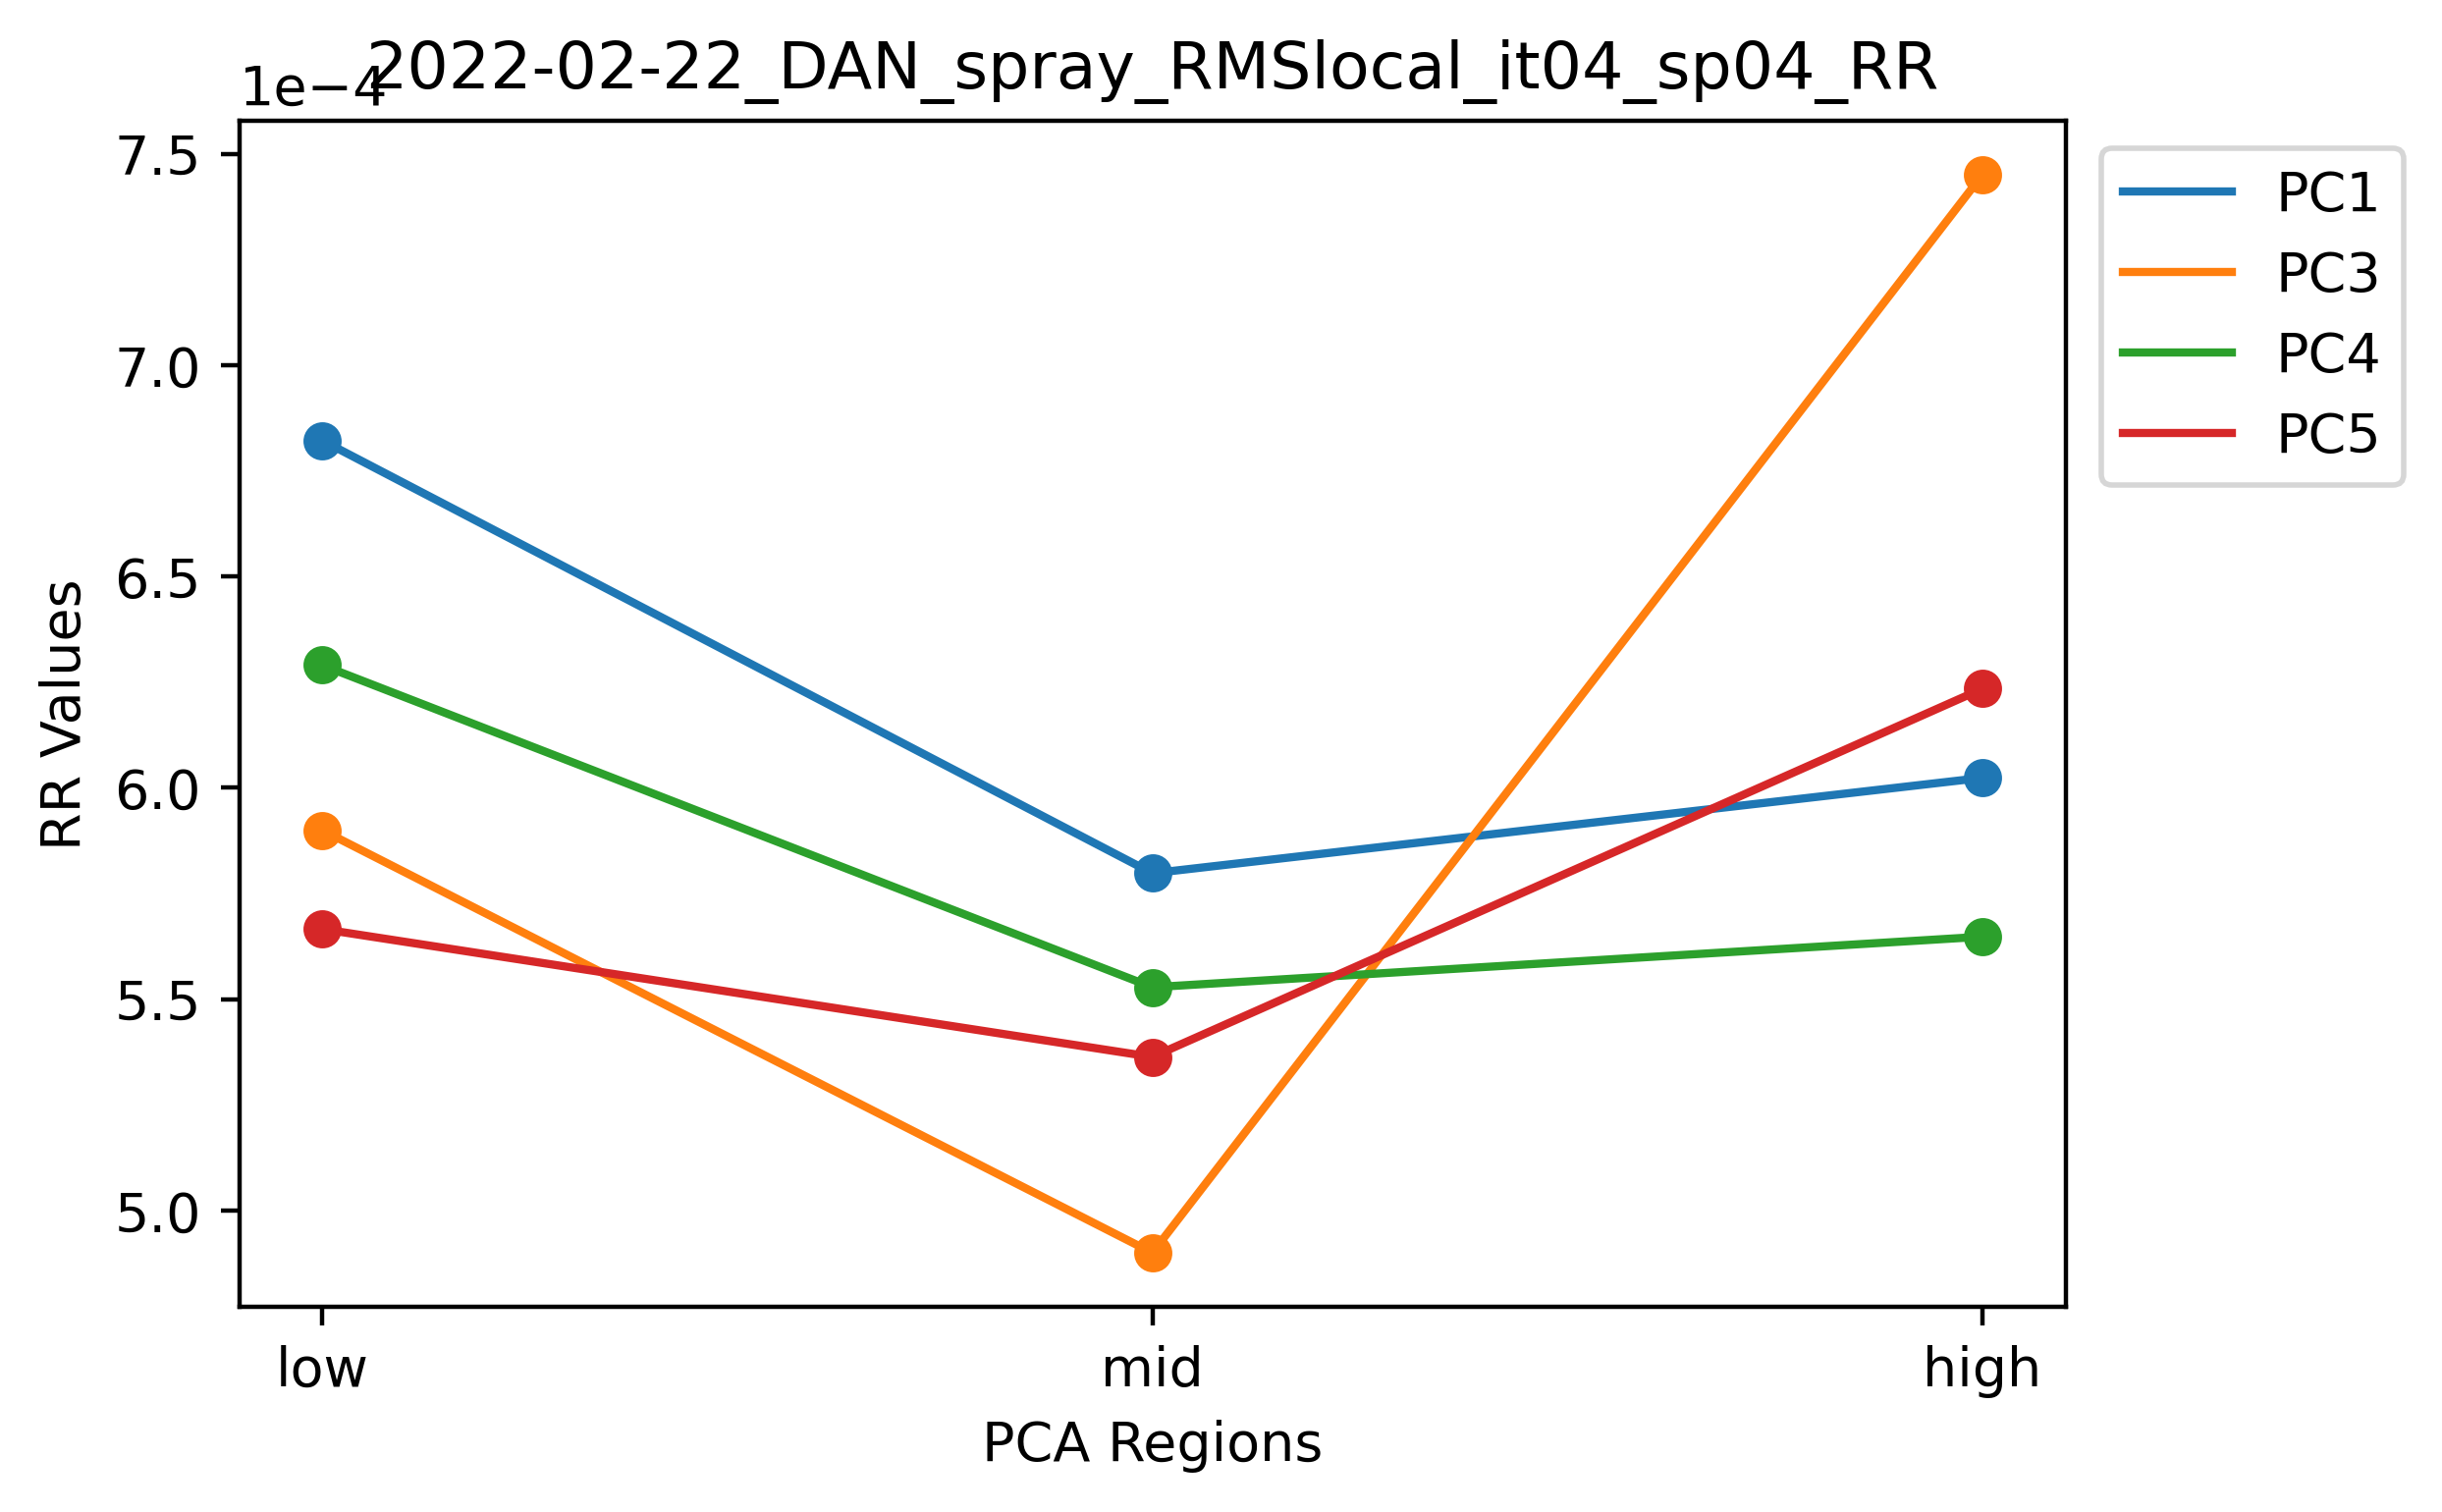 2022-02-22_DAN_spray_RMSlocal_it04_sp04_RR
1e−4
7.5
7.0
6.5
6.0
5.5
5.0
RR Values
low
mid
high
PCA Regions
PC1
PC3
PC4
PC5